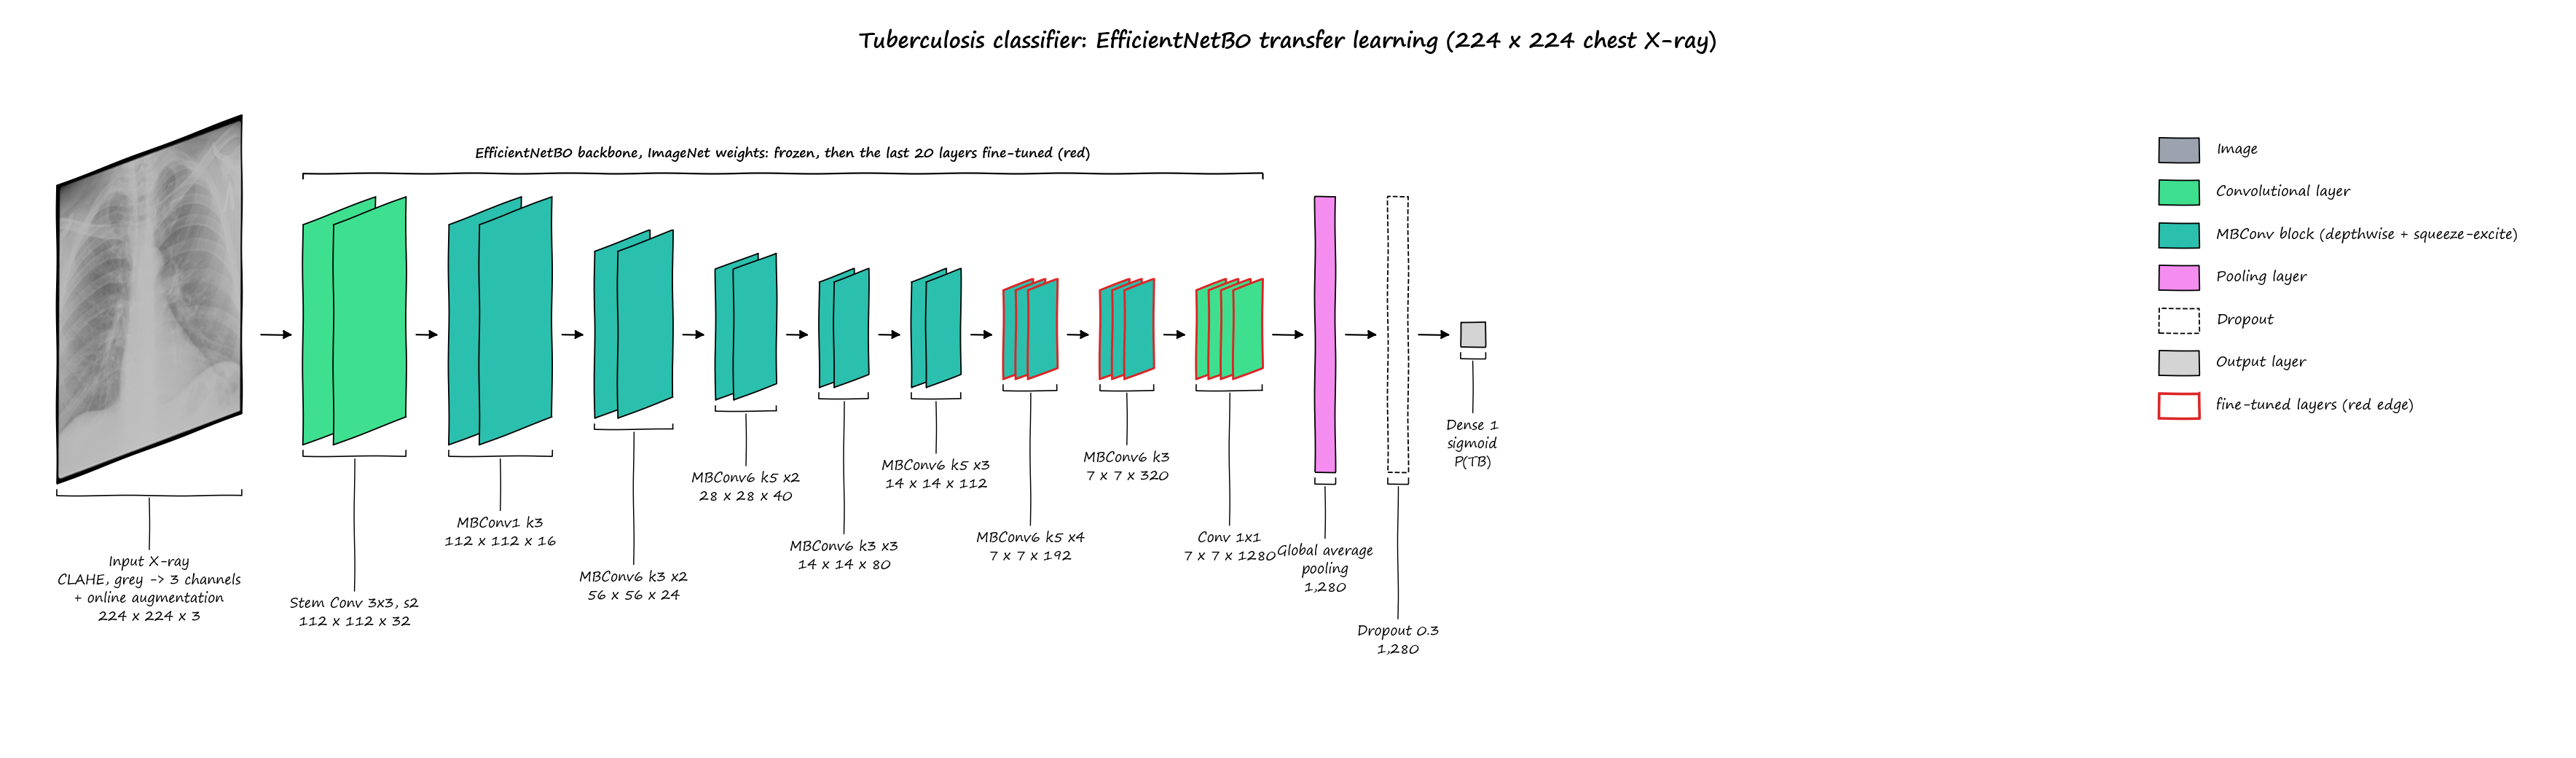 Tuberculosis classifier: EfficientNetB0 transfer learning (224 x 224 chest X-ray)
EfficientNetB0 backbone, ImageNet weights: frozen, then the last 20 layers fine-tuned (red)
Input X-ray
CLAHE, grey -> 3 channels
+ online augmentation
224 x 224 x 3
Stem Conv 3x3, s2
112 x 112 x 32
MBConv1 k3
112 x 112 x 16
MBConv6 k3 x2
56 x 56 x 24
MBConv6 k5 x2
28 x 28 x 40
MBConv6 k3 x3
14 x 14 x 80
MBConv6 k5 x3
14 x 14 x 112
MBConv6 k5 x4
7 x 7 x 192
MBConv6 k3
7 x 7 x 320
Conv 1x1
7 x 7 x 1280
Global average
pooling
1,280
Dropout 0.3
1,280
Dense 1
sigmoid
P(TB)
Image
Convolutional layer
MBConv block (depthwise + squeeze-excite)
Pooling layer
Dropout
Output layer
fine-tuned layers (red edge)